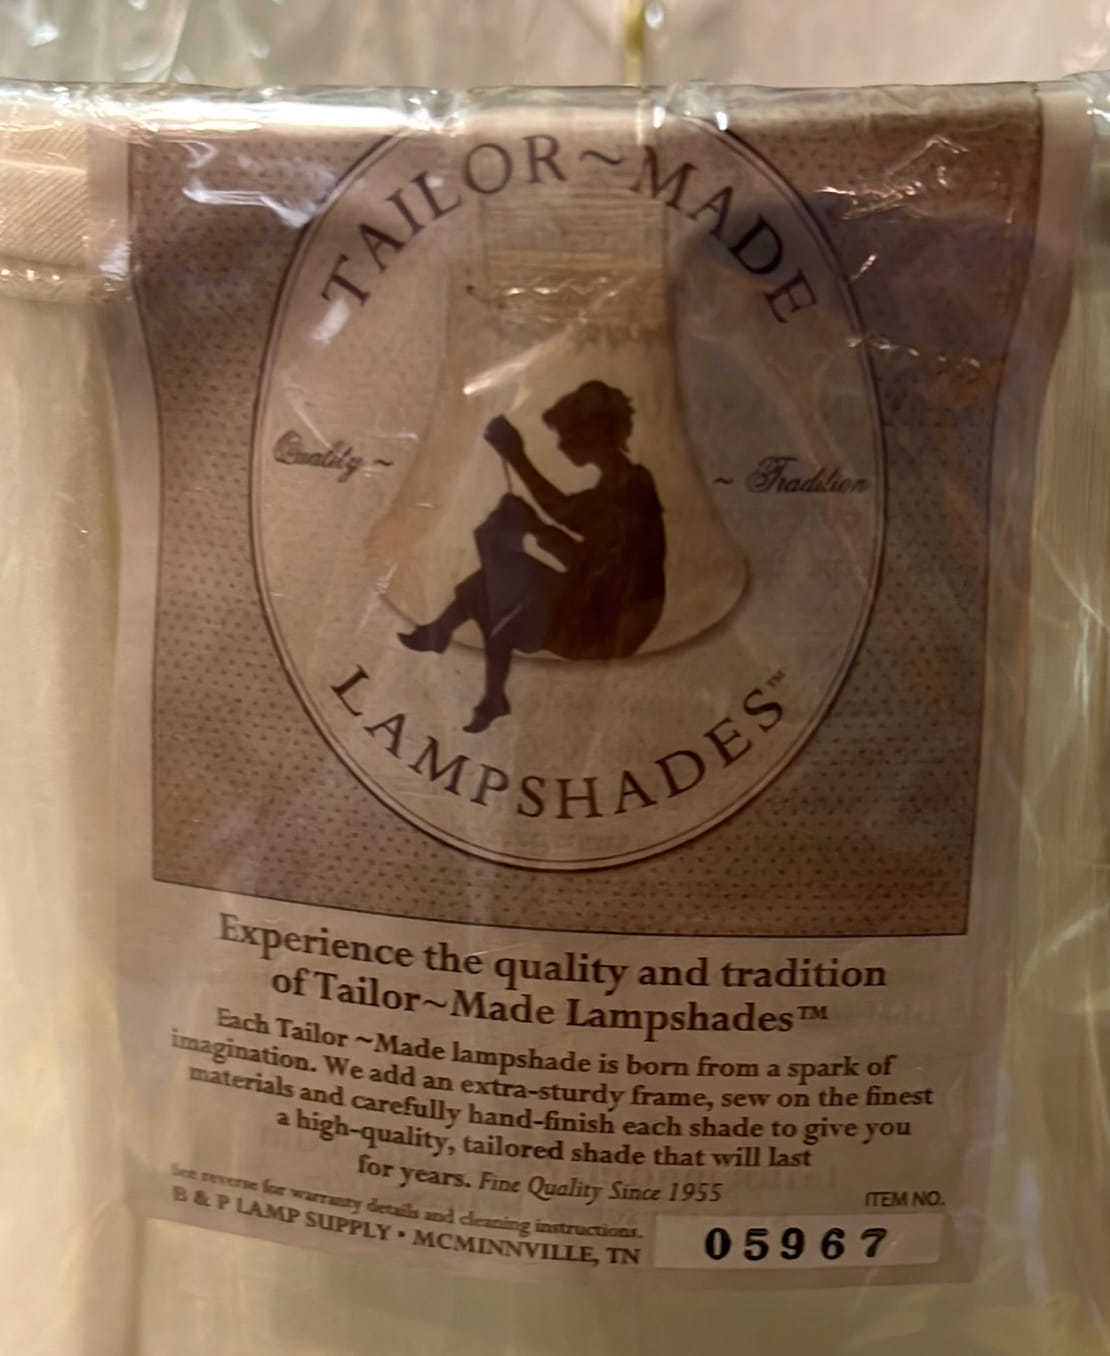 TAILOR~MADE
Quality ~
~ Tradition
LAMPSHADES™
Experience the quality and tradition
of Tailor~Made Lampshades™
Each Tailor ~Made lampshade is born from a spark of
imagination. We add an extra-sturdy frame, sew on the finest
materials and carefully hand-finish each shade to give you
a high-quality, tailored shade that will last
for years. Fine Quality Since 1955
See reverse for warranty details and cleaning instructions.
B & P LAMP SUPPLY • MCMINNVILLE, TN
ITEM NO.
05967